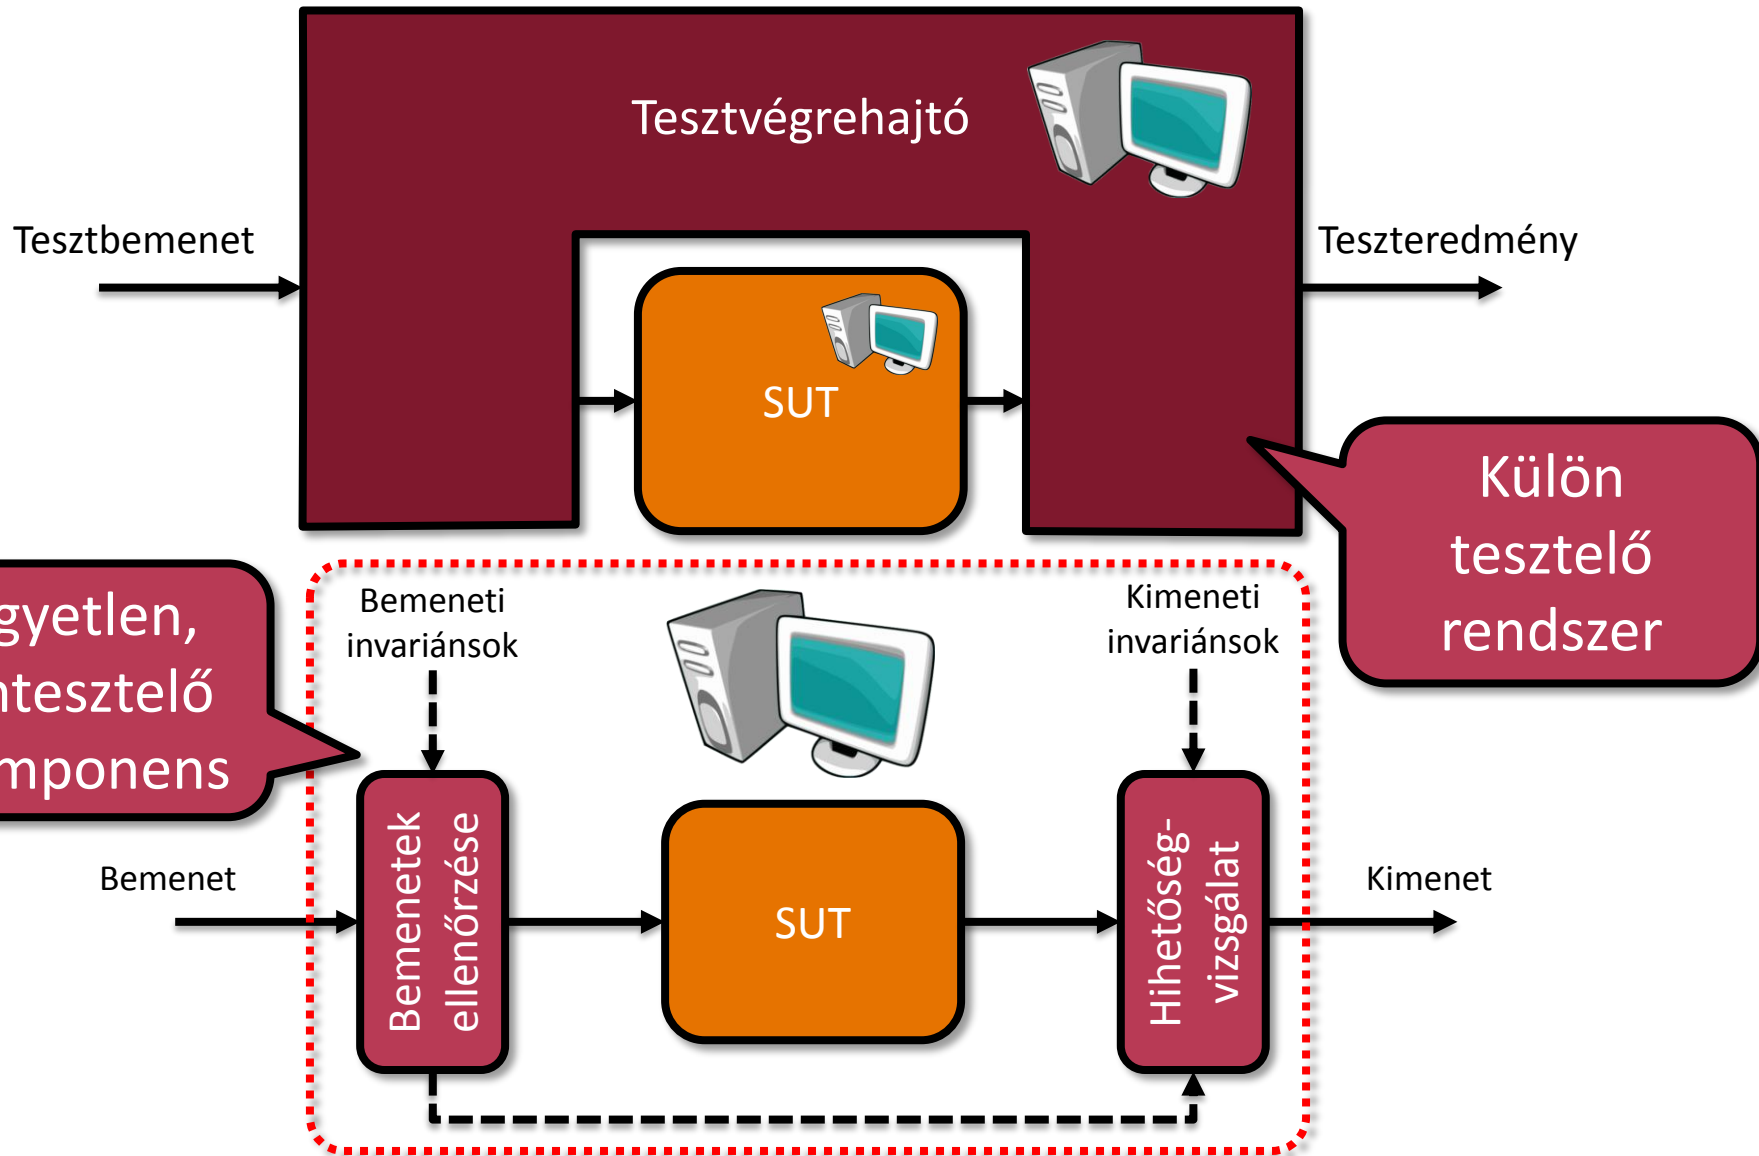 Tesztvégrehajtó
Tesztbemenet
Teszteredmény
SUT
Külön
tesztelő
rendszer
gyetlen,
ntesztelő
mponens
Bemeneti
invariánsok
Kimeneti
invariánsok
Bemenet
Bemenetek
ellenőrzése
SUT
Hihetőség-
vizsgálat
Kimenet